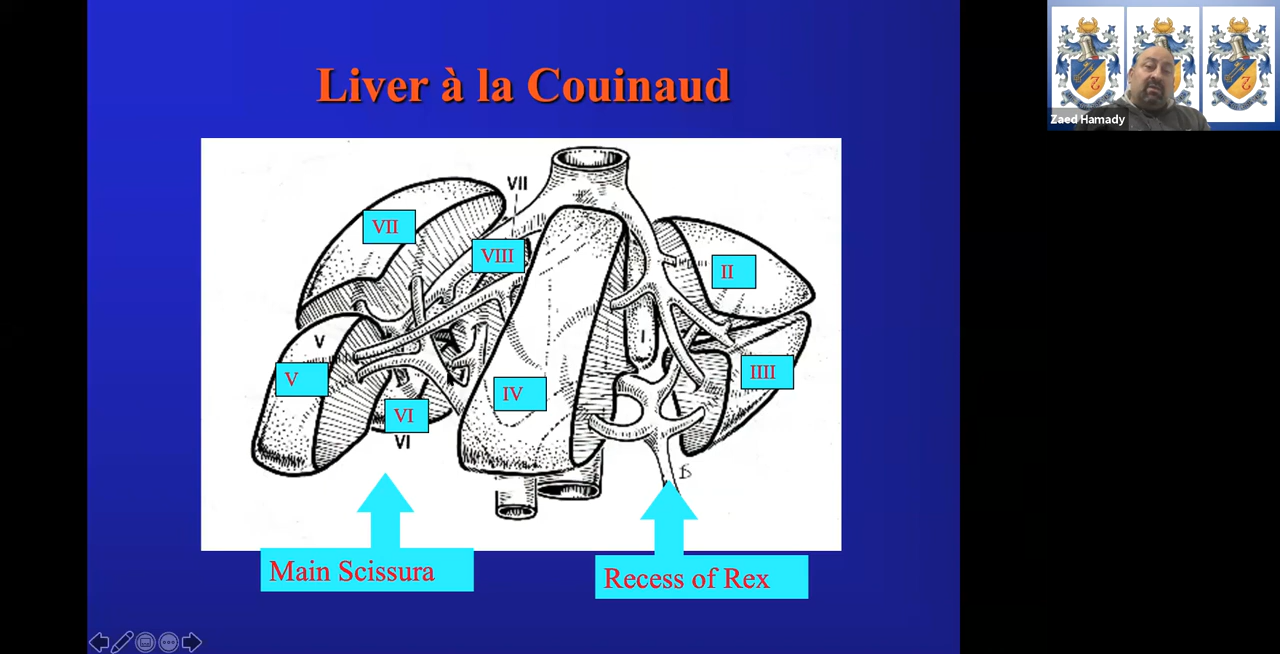 Liver à la Couinaud
Zaed Hamady
VII
VII
VIII
II
V
I
V
IIII
IV
VI
VI
Main Scissura
Recess of Rex